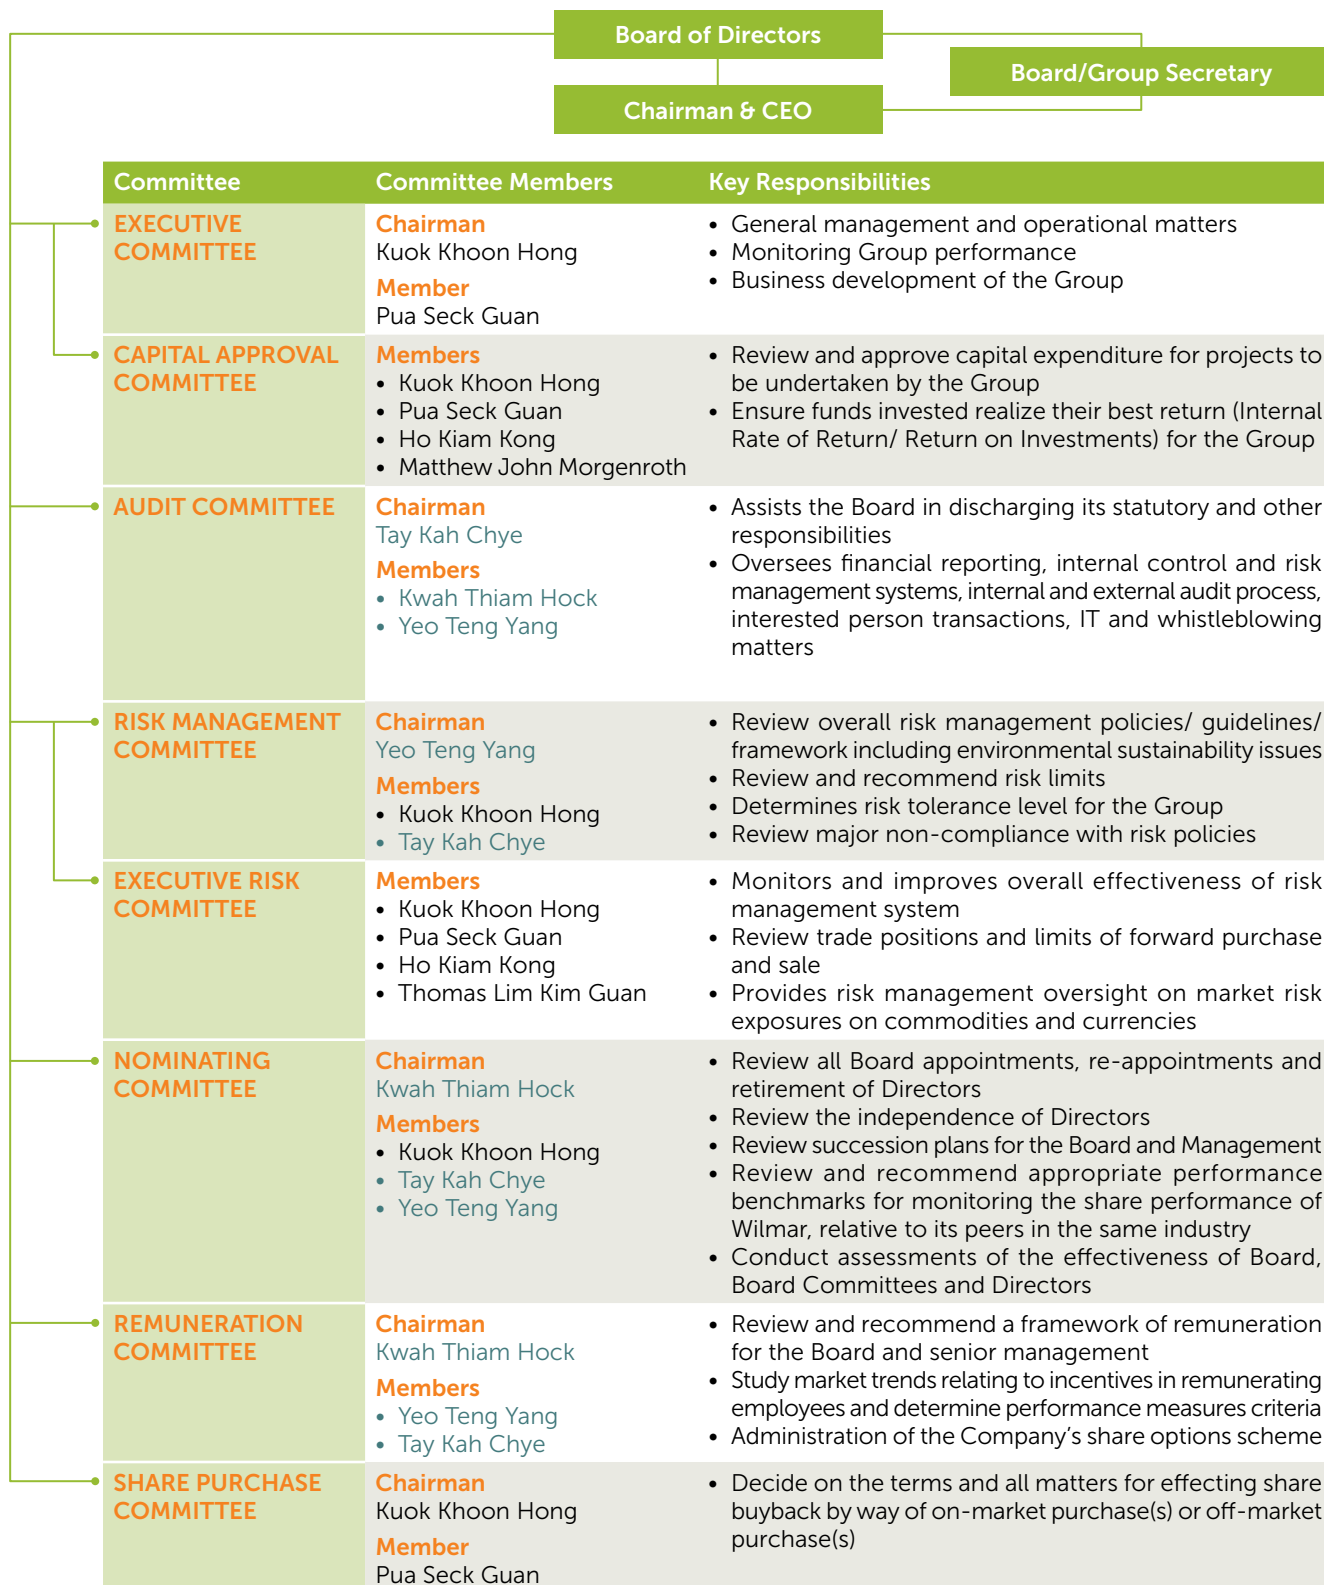 Board of Directors
Board/Group Secretary
Chairman & CEO
Committee
Committee Members
Key Responsibilities
EXECUTIVE
COMMITTEE
Chairman
Kuok Khoon Hong
Member
Pua Seck Guan
• General management and operational matters
• Monitoring Group performance
• Business development of the Group
CAPITAL APPROVAL
COMMITTEE
Members
• Kuok Khoon Hong
• Pua Seck Guan
• Ho Kiam Kong
• Matthew John Morgenroth
• Review and approve capital expenditure for projects to
be undertaken by the Group
• Ensure funds invested realize their best return (Internal
Rate of Return/ Return on Investments) for the Group
AUDIT COMMITTEE
Chairman
Tay Kah Chye
Members
• Kwah Thiam Hock
• Yeo Teng Yang
• Assists the Board in discharging its statutory and other
responsibilities
• Oversees financial reporting, internal control and risk
management systems, internal and external audit process,
interested person transactions, IT and whistleblowing
matters
RISK MANAGEMENT
COMMITTEE
Chairman
Yeo Teng Yang
Members
• Kuok Khoon Hong
• Tay Kah Chye
• Review overall risk management policies/ guidelines/
framework including environmental sustainability issues
• Review and recommend risk limits
• Determines risk tolerance level for the Group
• Review major non-compliance with risk policies
EXECUTIVE RISK
COMMITTEE
Members
• Kuok Khoon Hong
• Pua Seck Guan
• Ho Kiam Kong
• Thomas Lim Kim Guan
• Monitors and improves overall effectiveness of risk
management system
• Review trade positions and limits of forward purchase
and sale
• Provides risk management oversight on market risk
exposures on commodities and currencies
NOMINATING
COMMITTEE
Chairman
Kwah Thiam Hock
Members
• Kuok Khoon Hong
• Tay Kah Chye
• Yeo Teng Yang
• Review all Board appointments, re-appointments and
retirement of Directors
• Review the independence of Directors
• Review succession plans for the Board and Management
• Review and recommend appropriate performance
benchmarks for monitoring the share performance of
Wilmar, relative to its peers in the same industry
• Conduct assessments of the effectiveness of Board,
Board Committees and Directors
REMUNERATION
COMMITTEE
Chairman
Kwah Thiam Hock
Members
• Yeo Teng Yang
• Tay Kah Chye
• Review and recommend a framework of remuneration
for the Board and senior management
• Study market trends relating to incentives in remunerating
employees and determine performance measures criteria
• Administration of the Company's share options scheme
SHARE PURCHASE
COMMITTEE
Chairman
Kuok Khoon Hong
Member
Pua Seck Guan
• Decide on the terms and all matters for effecting share
buyback by way of on-market purchase(s) or off-market
purchase(s)